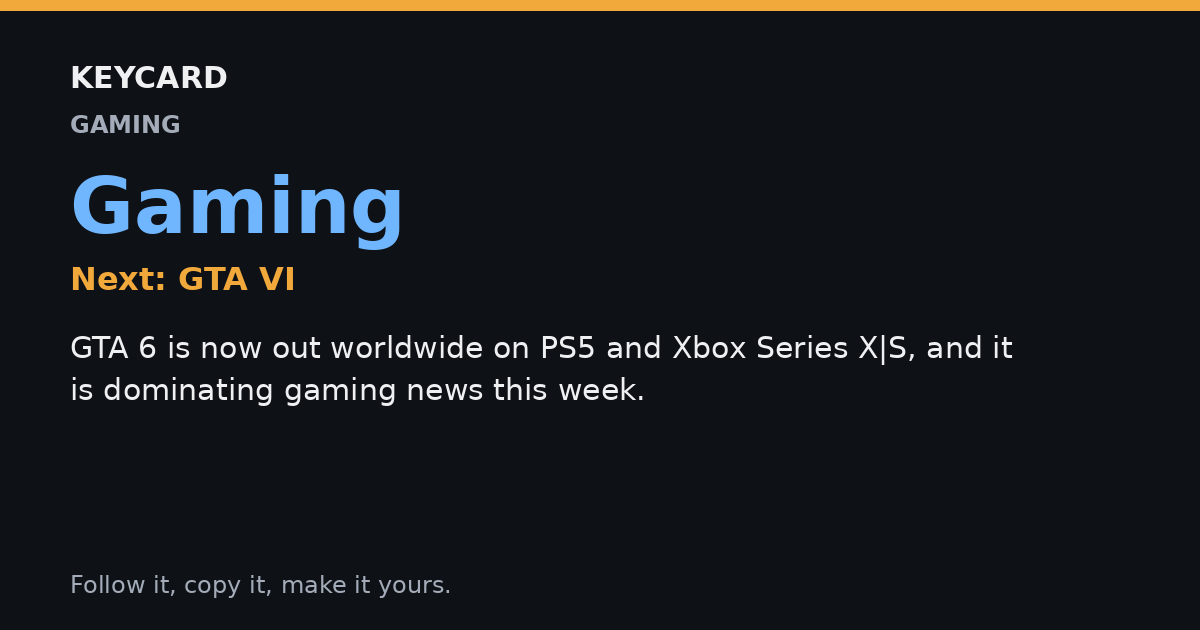 KEYCARD
GAMING
Gaming
Next: GTA VI
GTA 6 is now out worldwide on PS5 and Xbox Series X|S, and it
is dominating gaming news this week.
Follow it, copy it, make it yours.